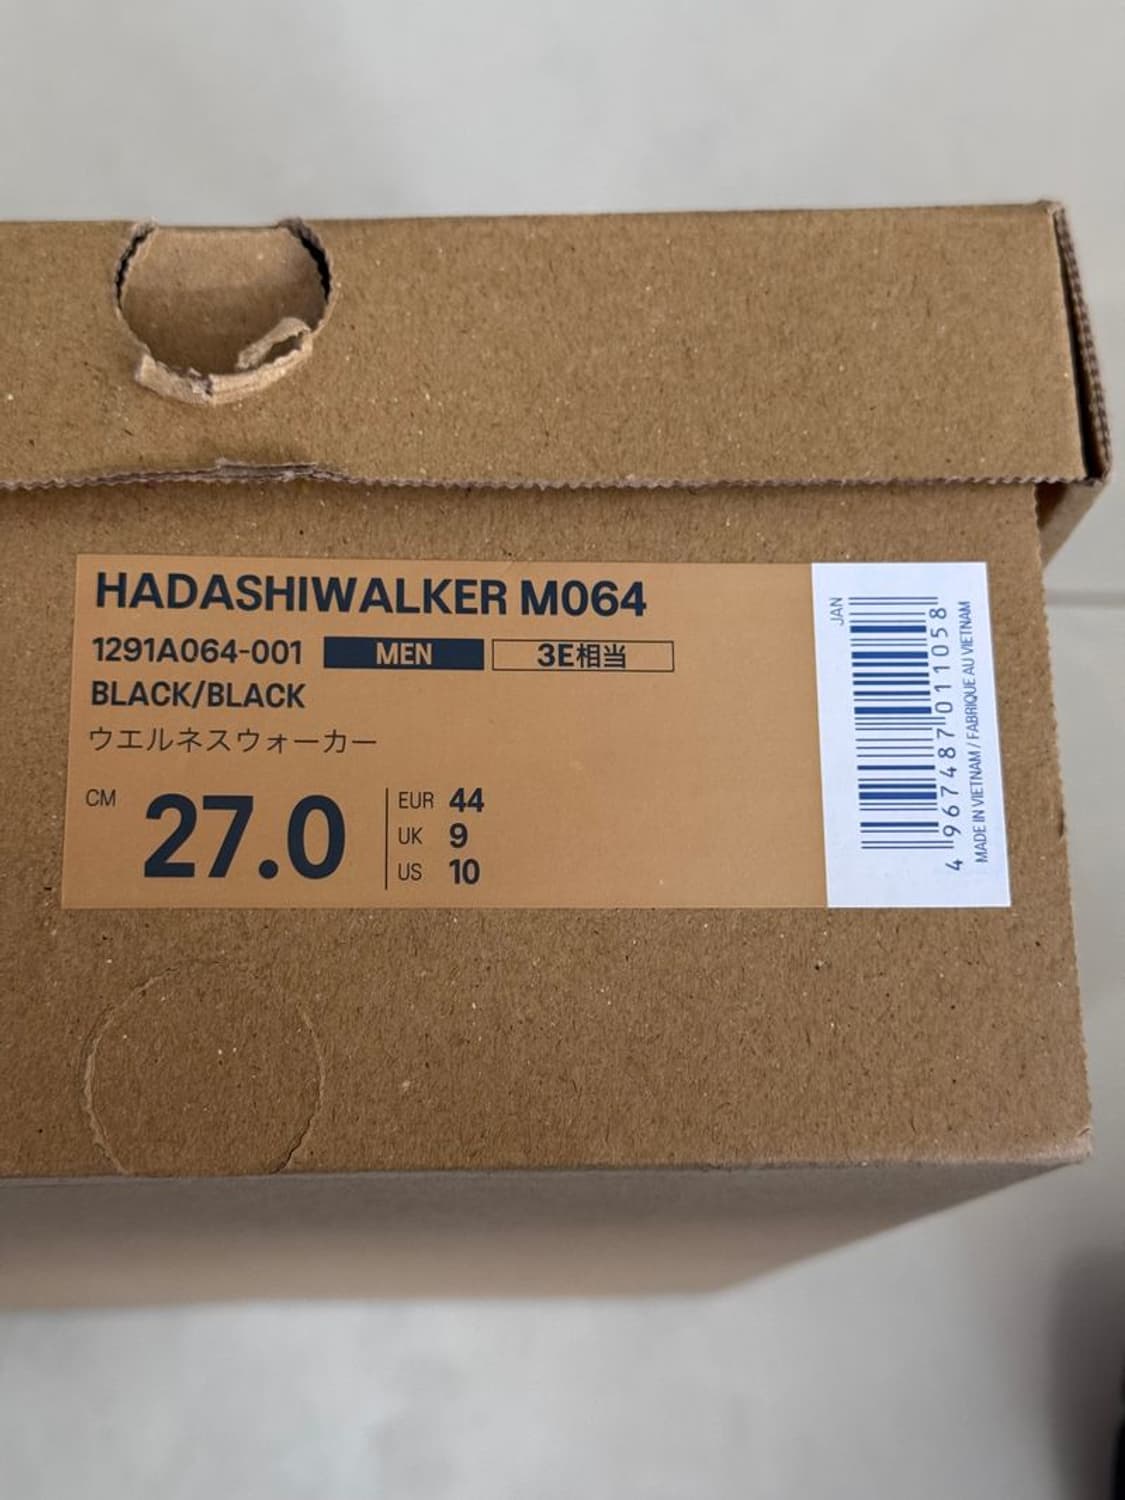 HADASHIWALKER M064
1291A064-001 MEN 3E相当
BLACK/BLACK
ウエルネスウォーカー
CM 27.0
EUR 44
UK 9
US 10
JAN
4967487011058
MADE IN VIETNAM / FABRIQUE AU VIETNAM